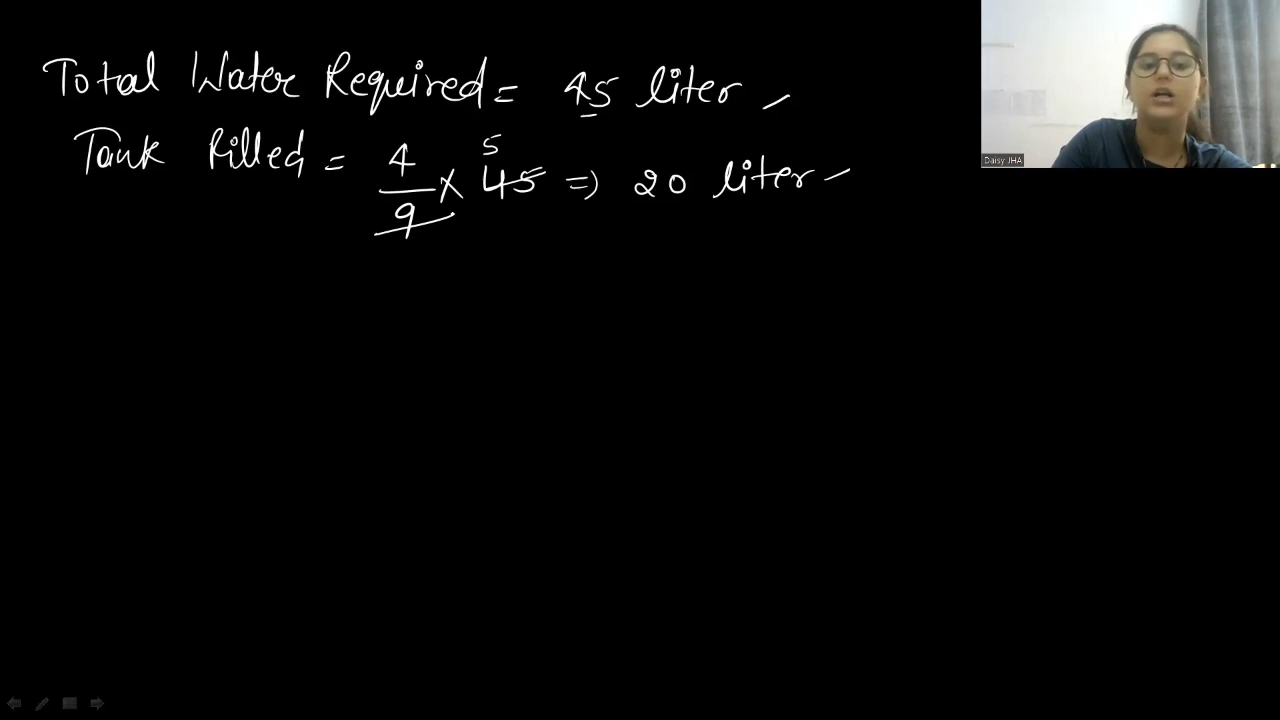 Total Water Required = 45 liter
Tank filled = 4/9 × 45 5 => 20 liter
Daisy JHA